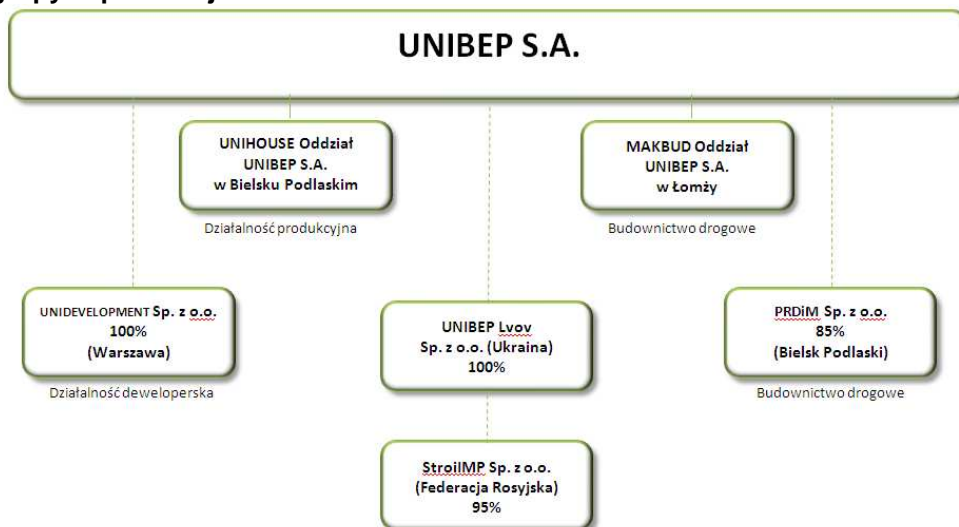 UNIBEP S.A.
UNIHOUSE Oddział
UNIBEP S.A.
w Bielsku Podlaskim
Działalność produkcyjna
MAKBUD Oddział
UNIBEP S.A.
w Łomży
Budownictwo drogowe
UNIDEVELOPMENT Sp. z o.o.
100%
(Warszawa)
Działalność deweloperska
UNIBEP Lvov
Sp. z o.o. (Ukraina)
100%
PRDiM Sp. z o.o.
85%
(Bielsk Podlaski)
Budownictwo drogowe
StroiIMP Sp. z o.o.
(Federacja Rosyjska)
95%